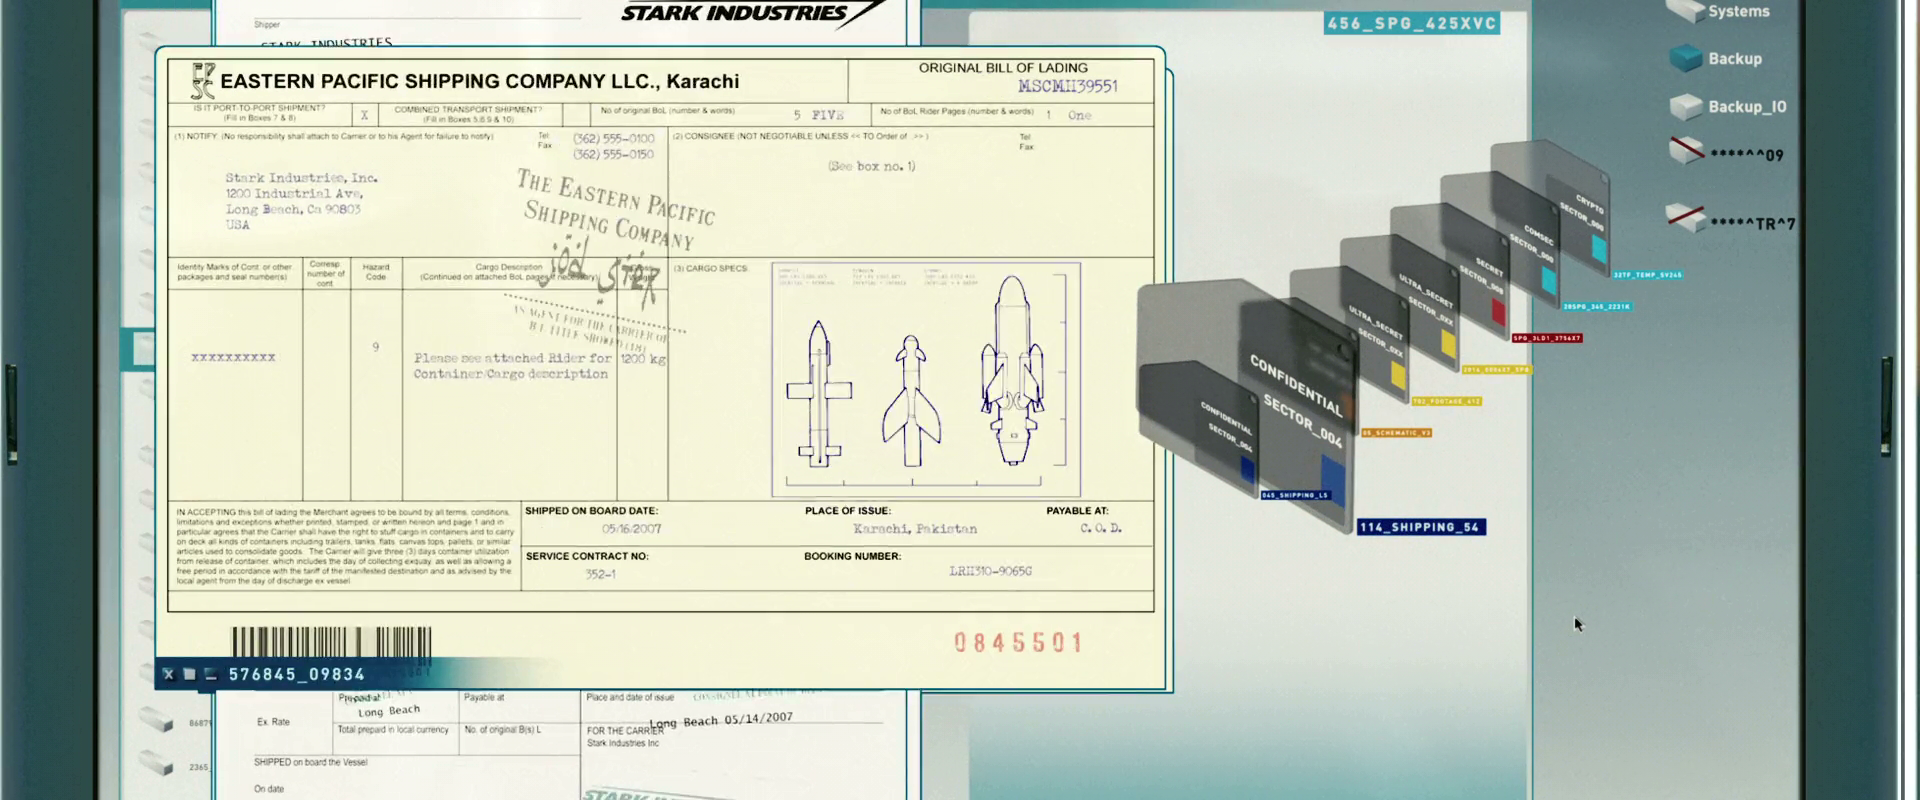 STARK INDUSTRIES
Shipper
STARK INDUSTRIES
456_SPG_425XVC
Systems
Backup
Backup_IO
****^^09
****^TR^7
EASTERN PACIFIC SHIPPING COMPANY LLC., Karachi
ORIGINAL BILL OF LADING
MSCMH39551
IS IT PORT-TO-PORT SHIPMENT?
(Fill in Boxes 7 & 8)
X
COMBINED TRANSPORT SHIPMENT?
(Fill in Boxes 5,6,9 & 10)
No of original BoL (number & words)
5 FIVE
No of BoL Rider Pages (number & words)
1 One
(1) NOTIFY: (No responsibility shall attach to Carrier or to his Agent for failure to notify)
Tel
Fax
(362) 555-0100
(362) 555-0150
(2) CONSIGNEE (NOT NEGOTIABLE UNLESS << TO Order of >> )
Tel
Fax
(See box no. 1)
Stark Industries, Inc.
1200 Industrial Ave,
Long Beach, Ca 90803
USA
THE EASTERN PACIFIC
SHIPPING COMPANY
AS AGENT FOR THE CARRIER OF
Identity Marks of Cont. or other
packages and seal number(s)
Corresp
number of
cont
Hazard
Code
Cargo Description
(Continued on attached BoL pages if necessary)
(3) CARGO SPECS:
XXXXXXXXXX
9
Please see attached Rider for
Container/Cargo description
1200 kg
IN ACCEPTING this bill of lading the Merchant agrees to be bound by all terms, conditions,
limitations and exceptions whether printed, stamped, or written hereon and page 1 and in
particular agrees that the Carrier shall have the right to stuff cargo in containers and to carry
on deck all kinds of containers including trailers, tanks, flats, canvas tops, pallets, or similar
articles used to consolidate goods. The Carrier will give three (3) days container utilization
from release of container, which includes the day of collecting exquay, as well as allowing a
free period in accordance with the tariff of the manifested destination and as advised by the
local agent from the day of discharge ex vessel
SHIPPED ON BOARD DATE:
05/16/2007
PLACE OF ISSUE:
Karachi, Pakistan
PAYABLE AT:
C.O.D.
SERVICE CONTRACT NO:
352-1
BOOKING NUMBER:
LRH310-9065G
0845501
576845_09834
CRYPTO
SECTOR_000
COMSEC
SECTOR_000
SECRET
SECTOR_009
ULTRA_SECRET
SECTOR_0XX
ULTRA_SECRET
SECTOR_0XX
CONFIDENTIAL
SECTOR_004
CONFIDENTIAL
SECTOR_004
045_SHIPPING_LS
114_SHIPPING_54
Prepaid at
Long Beach
Payable at
Place and date of issue
Long Beach 05/14/2007
Ex. Rate
Total prepaid in local currency
No. of original B(s) L
FOR THE CARRIER
Stark Industries Inc
SHIPPED on board the Vessel
On date
2365